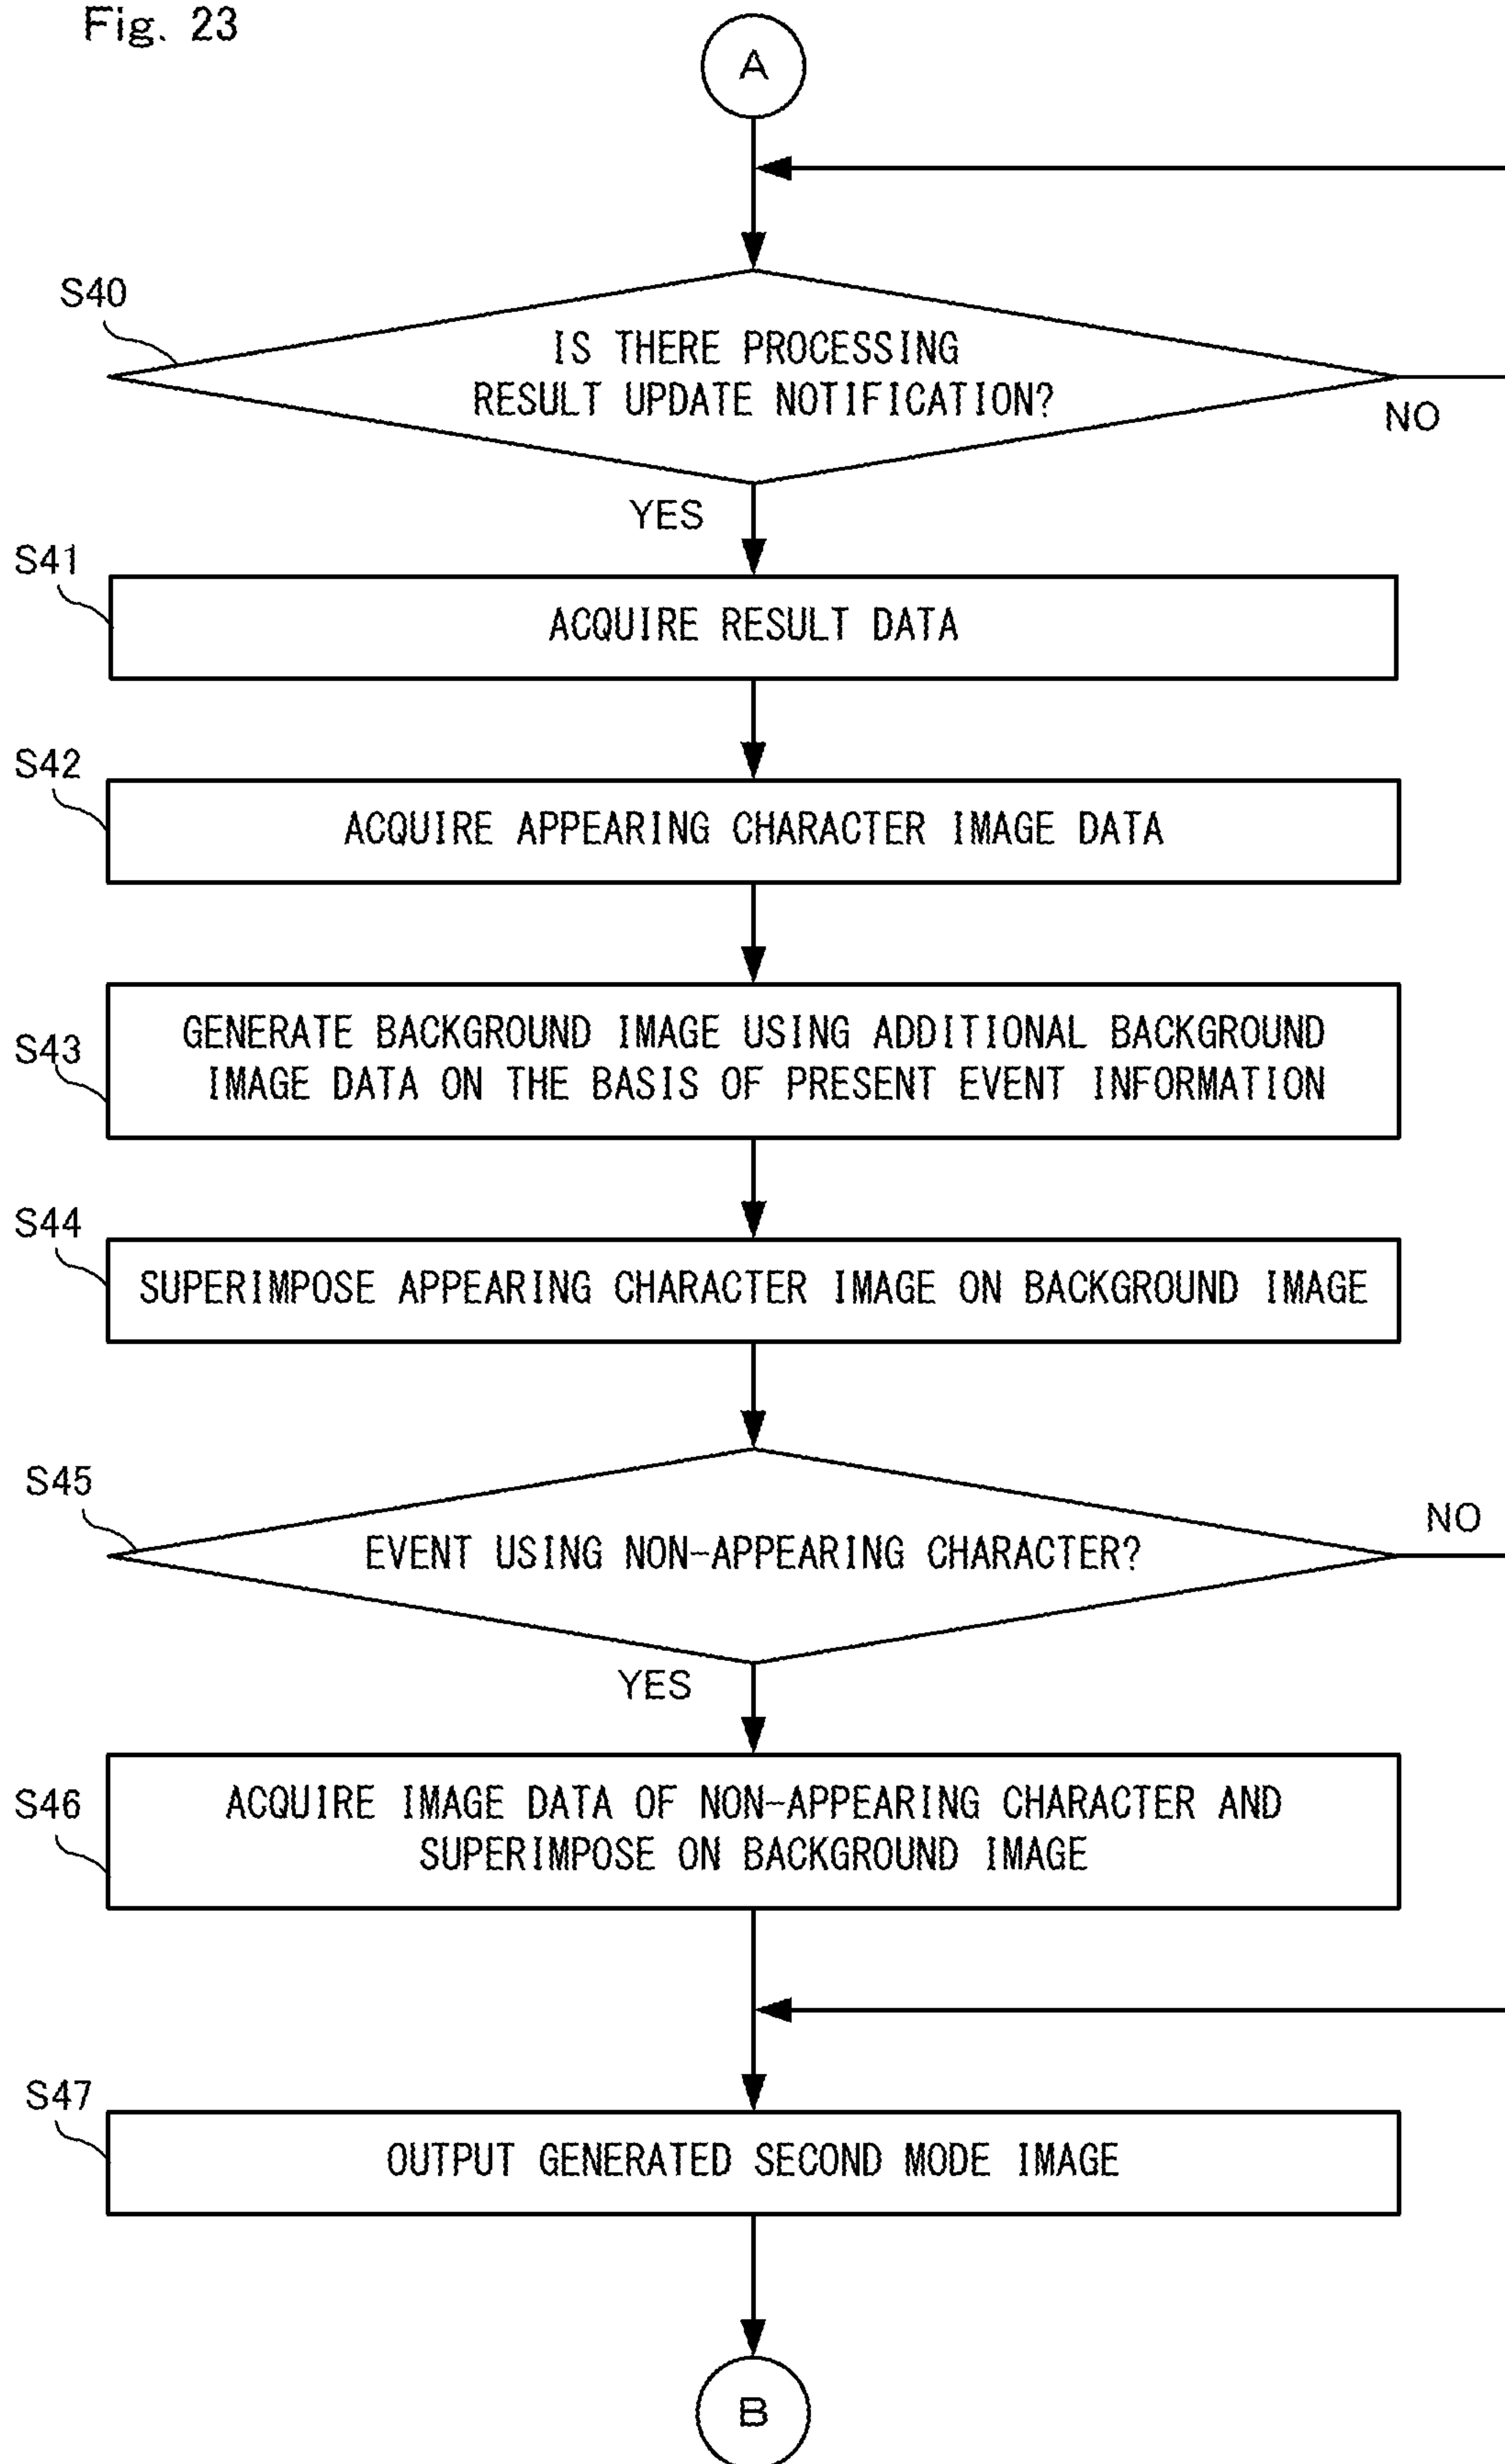 Fig. 23
A
S40
IS THERE PROCESSING
RESULT UPDATE NOTIFICATION?
NO
YES
S41
ACQUIRE RESULT DATA
S42
ACQUIRE APPEARING CHARACTER IMAGE DATA
S43
GENERATE BACKGROUND IMAGE USING ADDITIONAL BACKGROUND
IMAGE DATA ON THE BASIS OF PRESENT EVENT INFORMATION
S44
SUPERIMPOSE APPEARING CHARACTER IMAGE ON BACKGROUND IMAGE
S45
EVENT USING NON-APPEARING CHARACTER?
NO
YES
S46
ACQUIRE IMAGE DATA OF NON-APPEARING CHARACTER AND
SUPERIMPOSE ON BACKGROUND IMAGE
S47
OUTPUT GENERATED SECOND MODE IMAGE
B